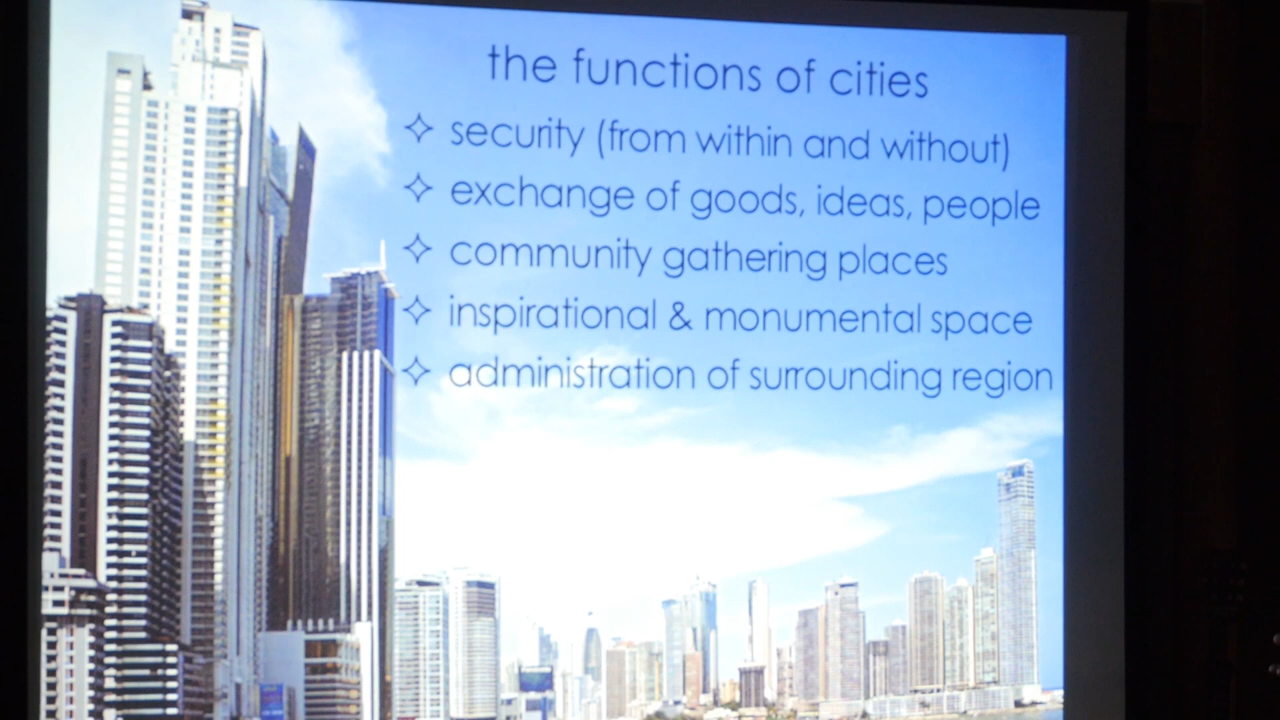 the functions of cities
✧ security (from within and without)
✧ exchange of goods, ideas, people
✧ community gathering places
✧ inspirational & monumental space
✧ administration of surrounding region